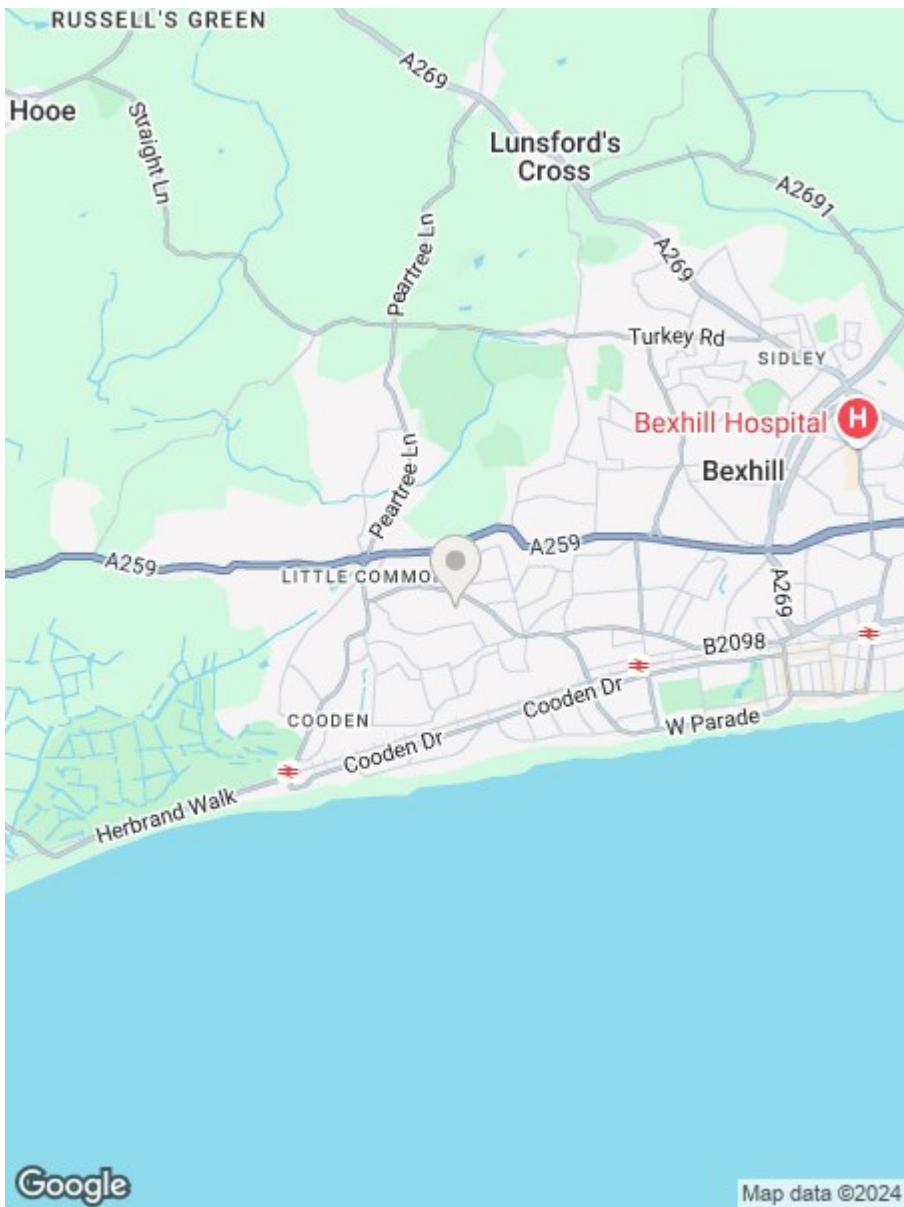 RUSSELL'S GREEN
A269
Hooe
Straight Ln
Lunsford's
Cross
A2691
Peartree Ln
A269
Turkey Rd
SIDLEY
Bexhill Hospital
H
Bexhill
Peartree Ln
A259
A259
LITTLE COMMO
A269
B2098
Cooden Dr
COODEN
W Parade
Cooden Dr
Herbrand Walk
Google
Map data ©2024